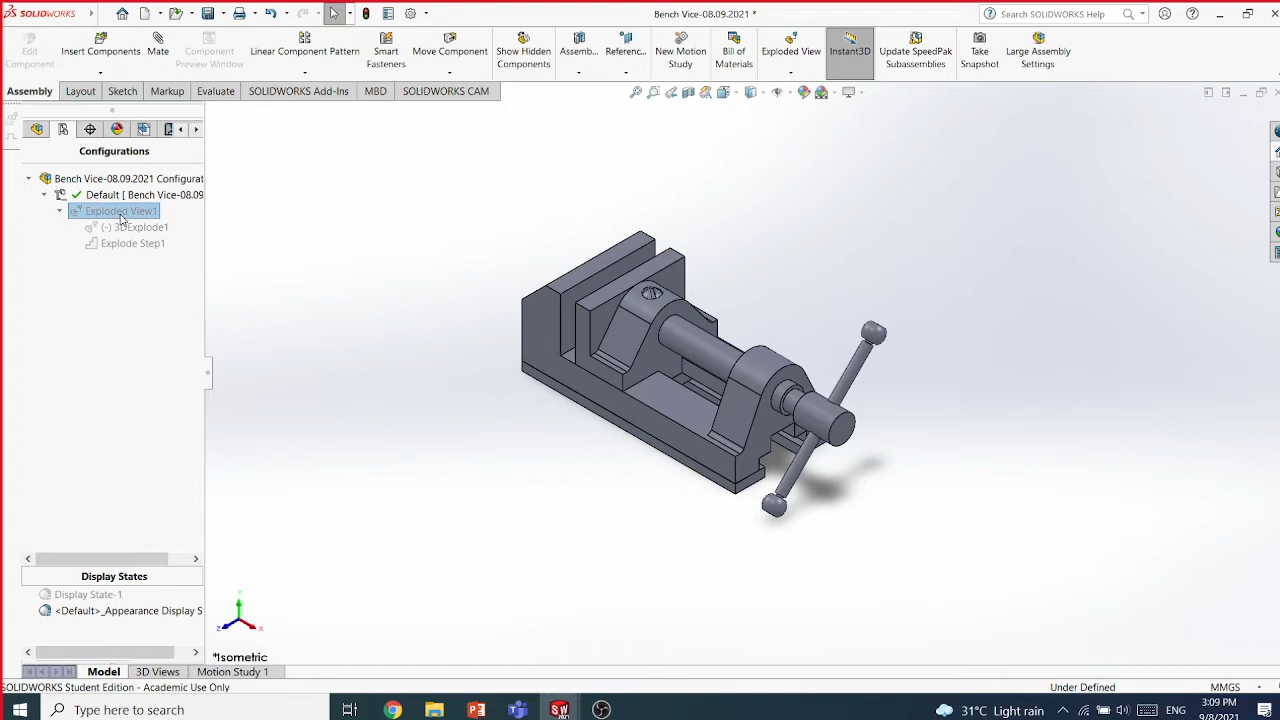 SOLIDWORKS
Bench Vice-08.09.2021 *
Search SOLIDWORKS Help
Edit Component
Insert Components
Mate
Component Preview Window
Linear Component Pattern
Smart Fasteners
Move Component
Show Hidden Components
Assemb...
Referenc...
New Motion Study
Bill of Materials
Exploded View
Instant3D
Update SpeedPak Subassemblies
Take Snapshot
Large Assembly Settings
Assembly
Layout
Sketch
Markup
Evaluate
SOLIDWORKS Add-Ins
MBD
SOLIDWORKS CAM
Configurations
Bench Vice-08.09.2021 Configurat
Default [ Bench Vice-08.09
Exploded View1
(-) 3DExplode1
Explode Step1
Display States
Display State-1
<Default>_Appearance Display S
Y
Z
X
*Isometric
Model
3D Views
Motion Study 1
SOLIDWORKS Student Edition - Academic Use Only
Under Defined
MMGS
Type here to search
31°C Light rain
ENG
3:09 PM